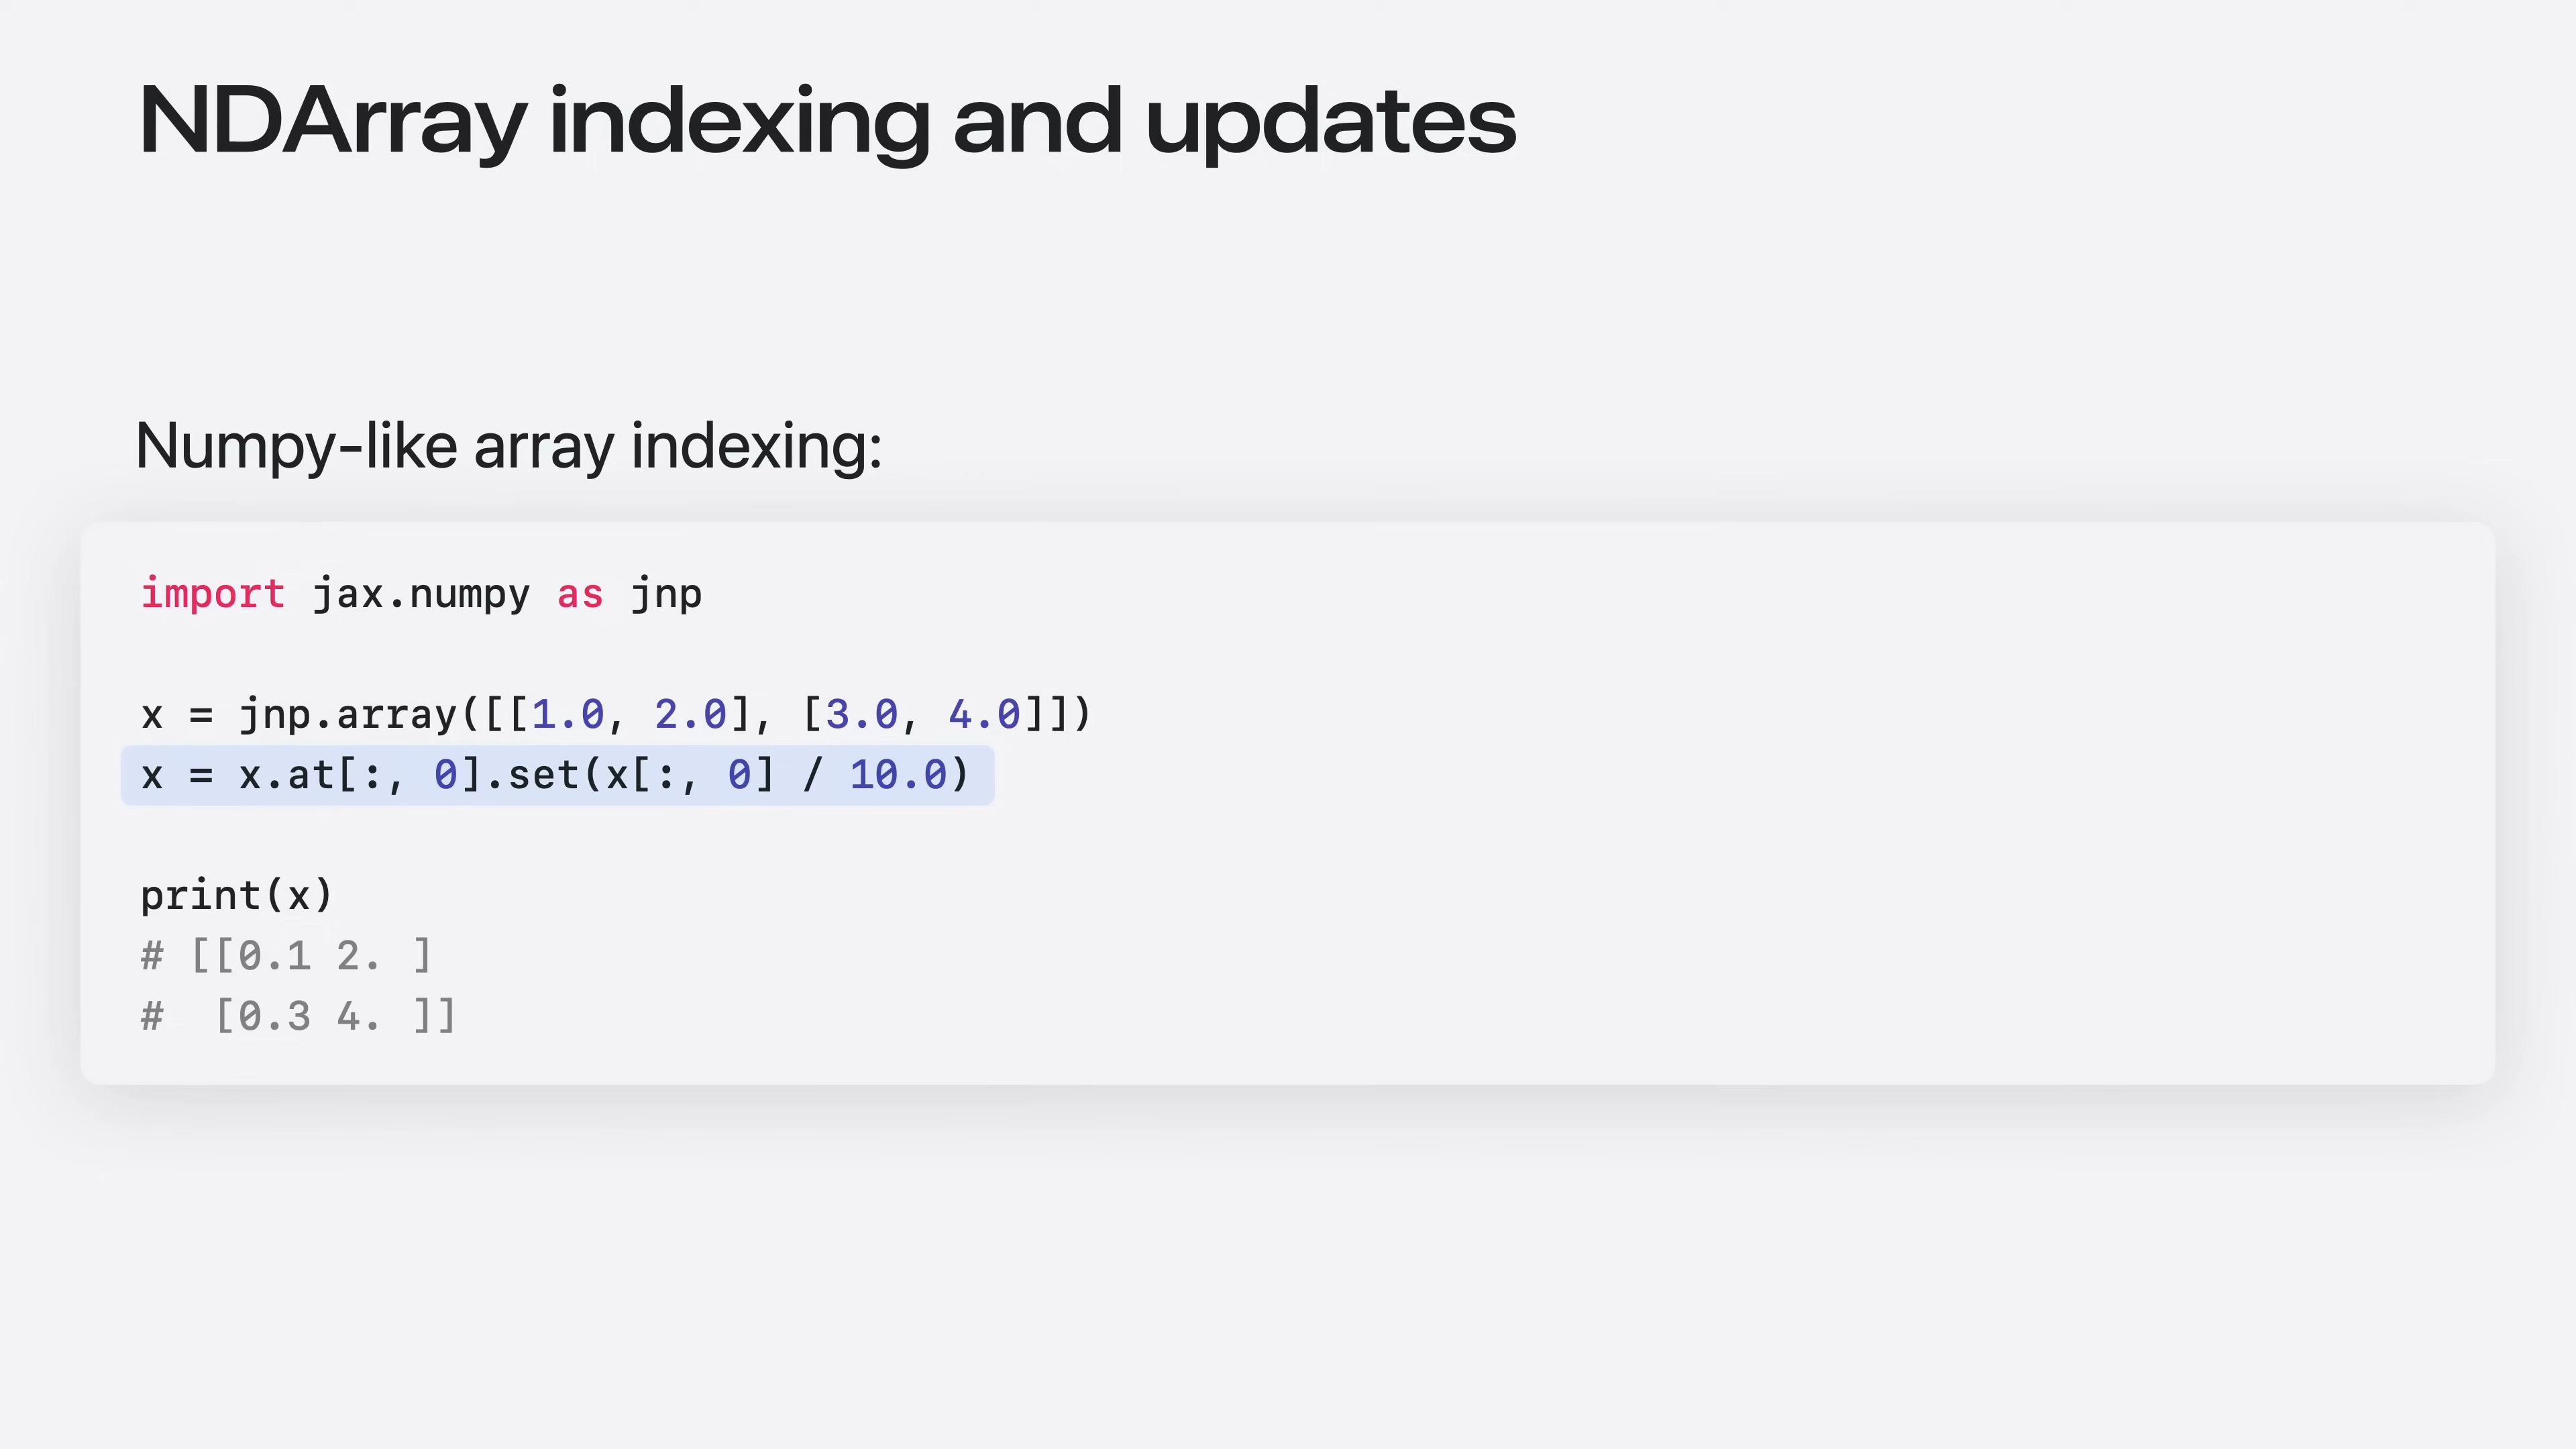 NDArray indexing and updates
Numpy-like array indexing:
import jax.numpy as jnp
x = jnp.array([[1.0, 2.0], [3.0, 4.0]])
x = x.at[:, 0].set(x[:, 0] / 10.0)
print(x)
# [[0.1 2. ]
#  [0.3 4. ]]